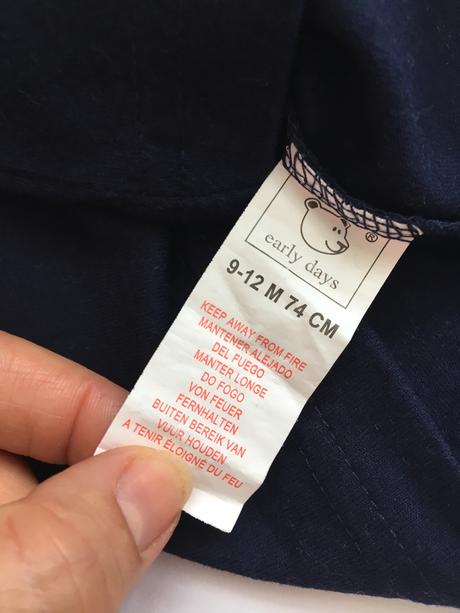 ®
early days
9-12 M 74 CM
KEEP AWAY FROM FIRE
MANTENER ALEJADO
DEL FUEGO
MANTER LONGE
DO FOGO
VON FEUER
FERNHALTEN
BUITEN BEREIK VAN
VUUR HOUDEN
A TENIR ÉLOIGNÉ DU FEU